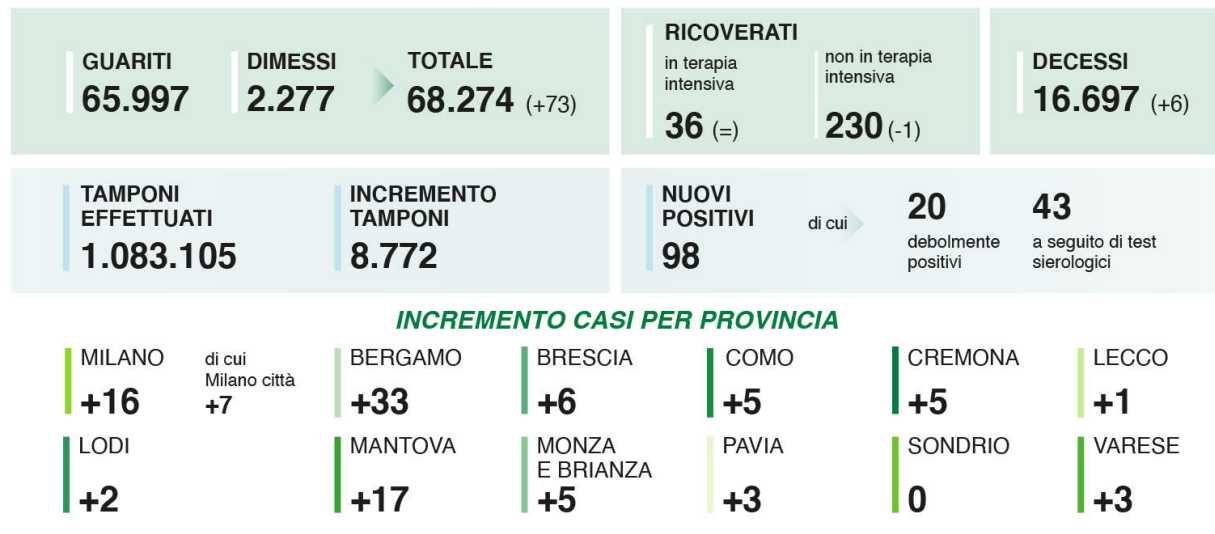 GUARITI
65.997
DIMESSI
2.277
TOTALE
68.274 (+73)
RICOVERATI
in terapia
intensiva
36 (=)
non in terapia
intensiva
230 (-1)
DECESSI
16.697 (+6)
TAMPONI
EFFETTUATI
1.083.105
INCREMENTO
TAMPONI
8.772
NUOVI
POSITIVI
98
di cui
20
debolmente
positivi
43
a seguito di test
sierologici
INCREMENTO CASI PER PROVINCIA
MILANO
+16
di cui
Milano città
+7
BERGAMO
+33
BRESCIA
+6
COMO
+5
CREMONA
+5
LECCO
+1
LODI
+2
MANTOVA
+17
MONZA
E BRIANZA
+5
PAVIA
+3
SONDRIO
0
VARESE
+3